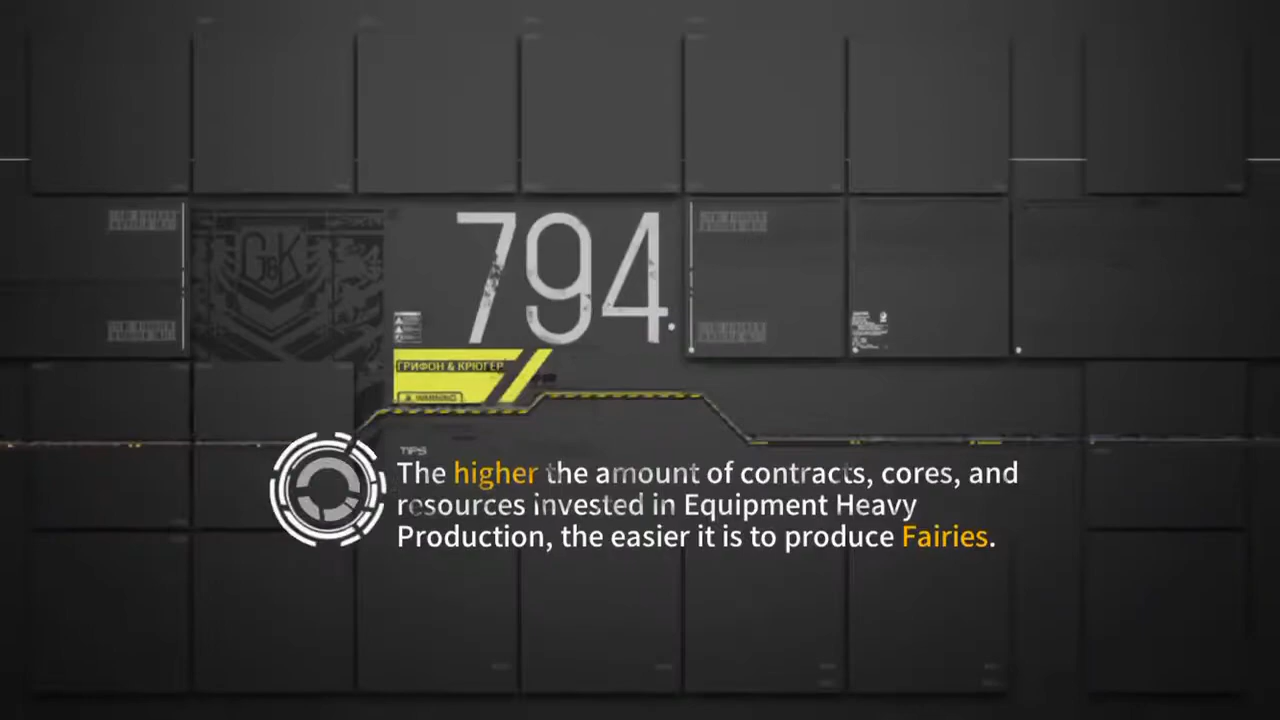 G&K
794.
ГРИФОН & КРЮГЕР
WARNING
TIPS
The higher the amount of contracts, cores, and
resources invested in Equipment Heavy
Production, the easier it is to produce Fairies.